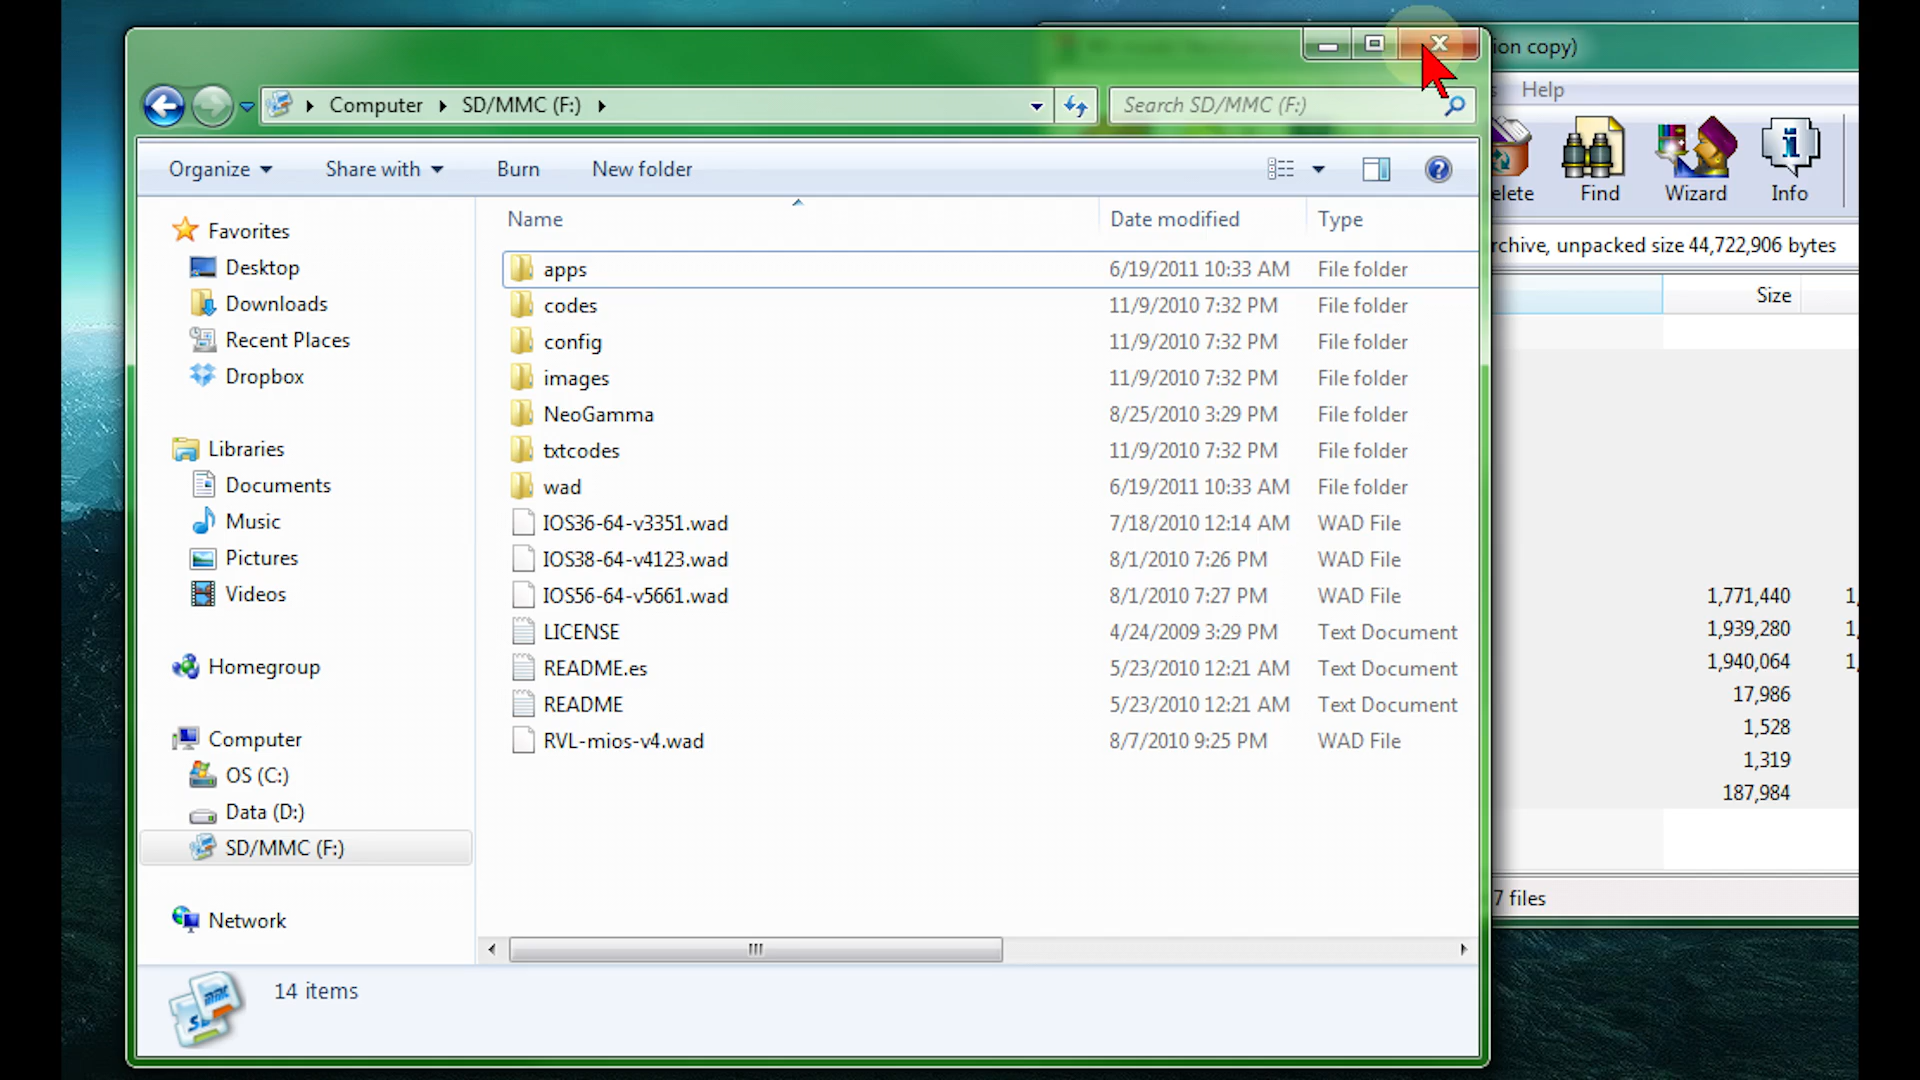 ion copy)
Computer
SD/MMC (F:)
Search SD/MMC (F:)
Help
Organize
Share with
Burn
New folder
elete
Find
Wizard
Info
rchive, unpacked size 44,722,906 bytes
Name
Date modified
Type
Size
Favorites
Desktop
Downloads
Recent Places
Dropbox
Libraries
Documents
Music
Pictures
Videos
Homegroup
Computer
OS (C:)
Data (D:)
SD/MMC (F:)
Network
apps 6/19/2011 10:33 AM File folder
codes 11/9/2010 7:32 PM File folder
config 11/9/2010 7:32 PM File folder
images 11/9/2010 7:32 PM File folder
NeoGamma 8/25/2010 3:29 PM File folder
txtcodes 11/9/2010 7:32 PM File folder
wad 6/19/2011 10:33 AM File folder
IOS36-64-v3351.wad 7/18/2010 12:14 AM WAD File
IOS38-64-v4123.wad 8/1/2010 7:26 PM WAD File
IOS56-64-v5661.wad 8/1/2010 7:27 PM WAD File
LICENSE 4/24/2009 3:29 PM Text Document
README.es 5/23/2010 12:21 AM Text Document
README 5/23/2010 12:21 AM Text Document
RVL-mios-v4.wad 8/7/2010 9:25 PM WAD File
1,771,440 1,
1,939,280 1,
1,940,064 1,
17,986
1,528
1,319
187,984
7 files
14 items